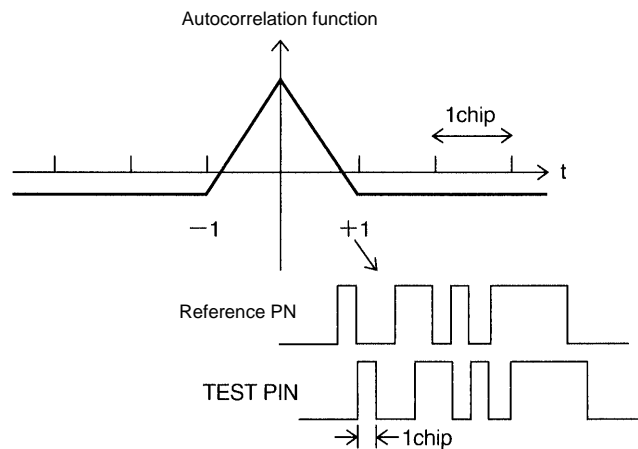 Autocorrelation function
1chip
t
−1
+1
Reference PN
TEST PIN
1chip